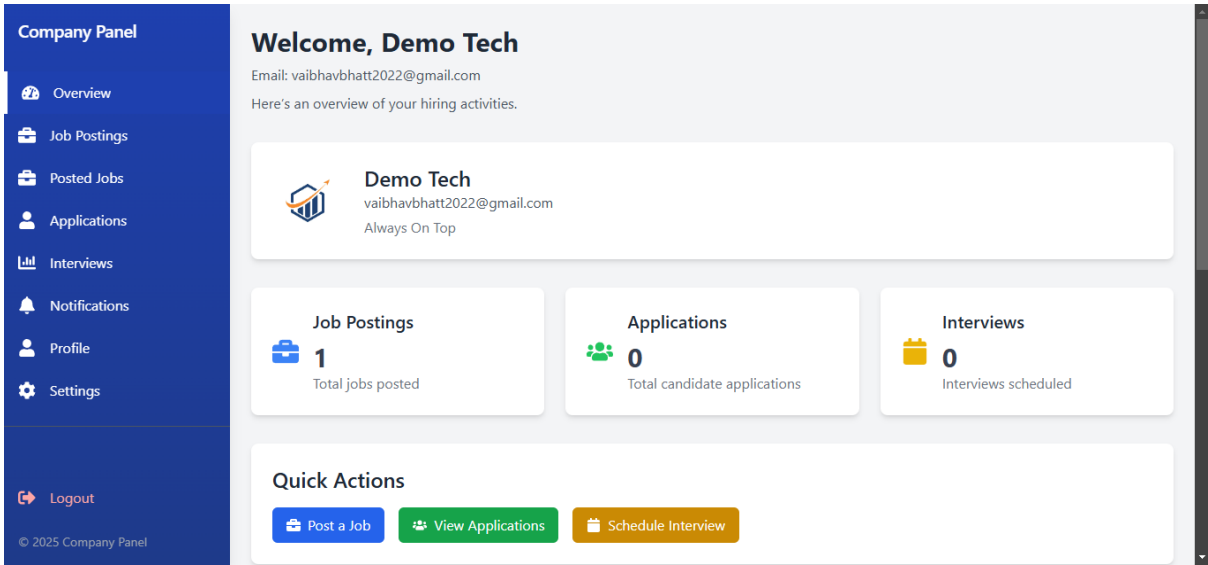 Company Panel
Overview
Job Postings
Posted Jobs
Applications
Interviews
Notifications
Profile
Settings
Logout
© 2025 Company Panel
Welcome, Demo Tech
Email: vaibhavbhatt2022@gmail.com
Here's an overview of your hiring activities.
Demo Tech
vaibhavbhatt2022@gmail.com
Always On Top
Job Postings
1
Total jobs posted
Applications
0
Total candidate applications
Interviews
0
Interviews scheduled
Quick Actions
Post a Job
View Applications
Schedule Interview